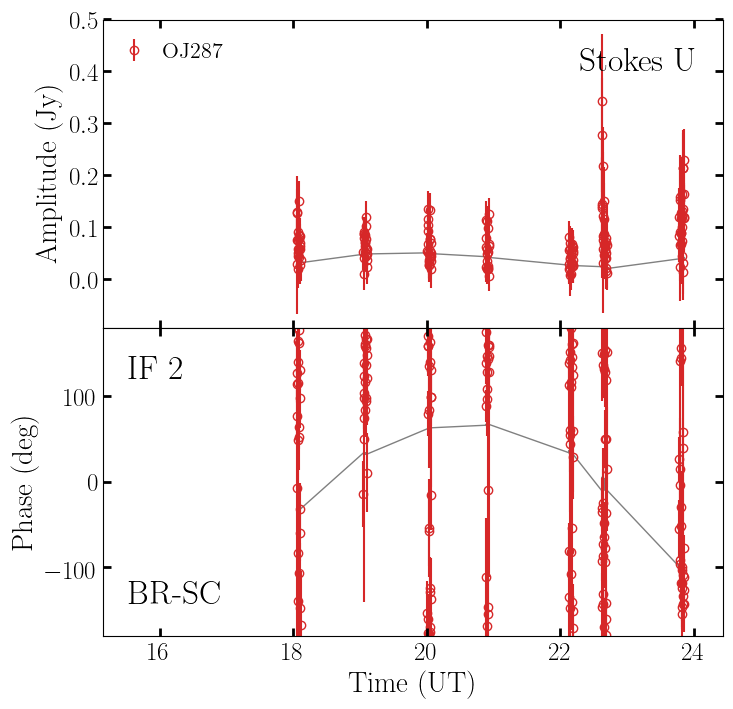 0.5
OJ287
Stokes U
0.4
0.3
0.2
0.1
0.0
Amplitude (Jy)
IF 2
100
0
−100
Phase (deg)
BR-SC
16 18 20 22 24
Time (UT)